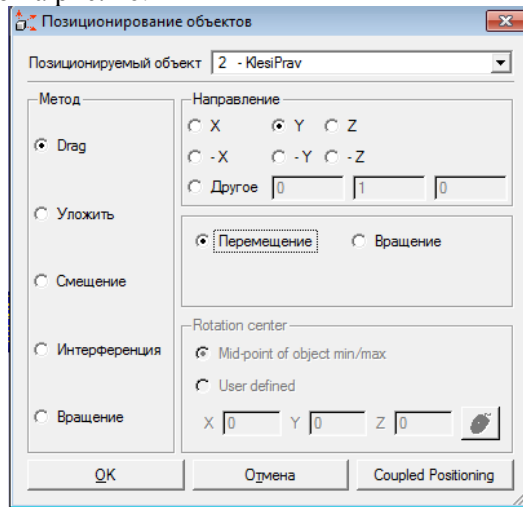 Позиционирование объектов
Позиционируемый объект 2 - KlesiPrav
Метод
Drag
Уложить
Смещение
Интерференция
Вращение
Направление
X Y Z
-X -Y -Z
Другое 0 1 0
Перемещение Вращение
Rotation center
Mid-point of object min/max
User defined
X 0 Y 0 Z 0
OK Отмена Coupled Positioning